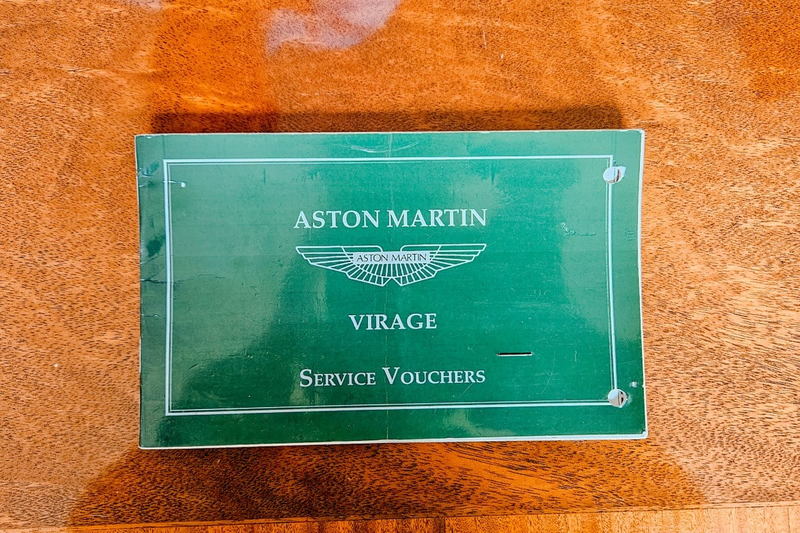 ASTON MARTIN
ASTON MARTIN
VIRAGE
SERVICE VOUCHERS